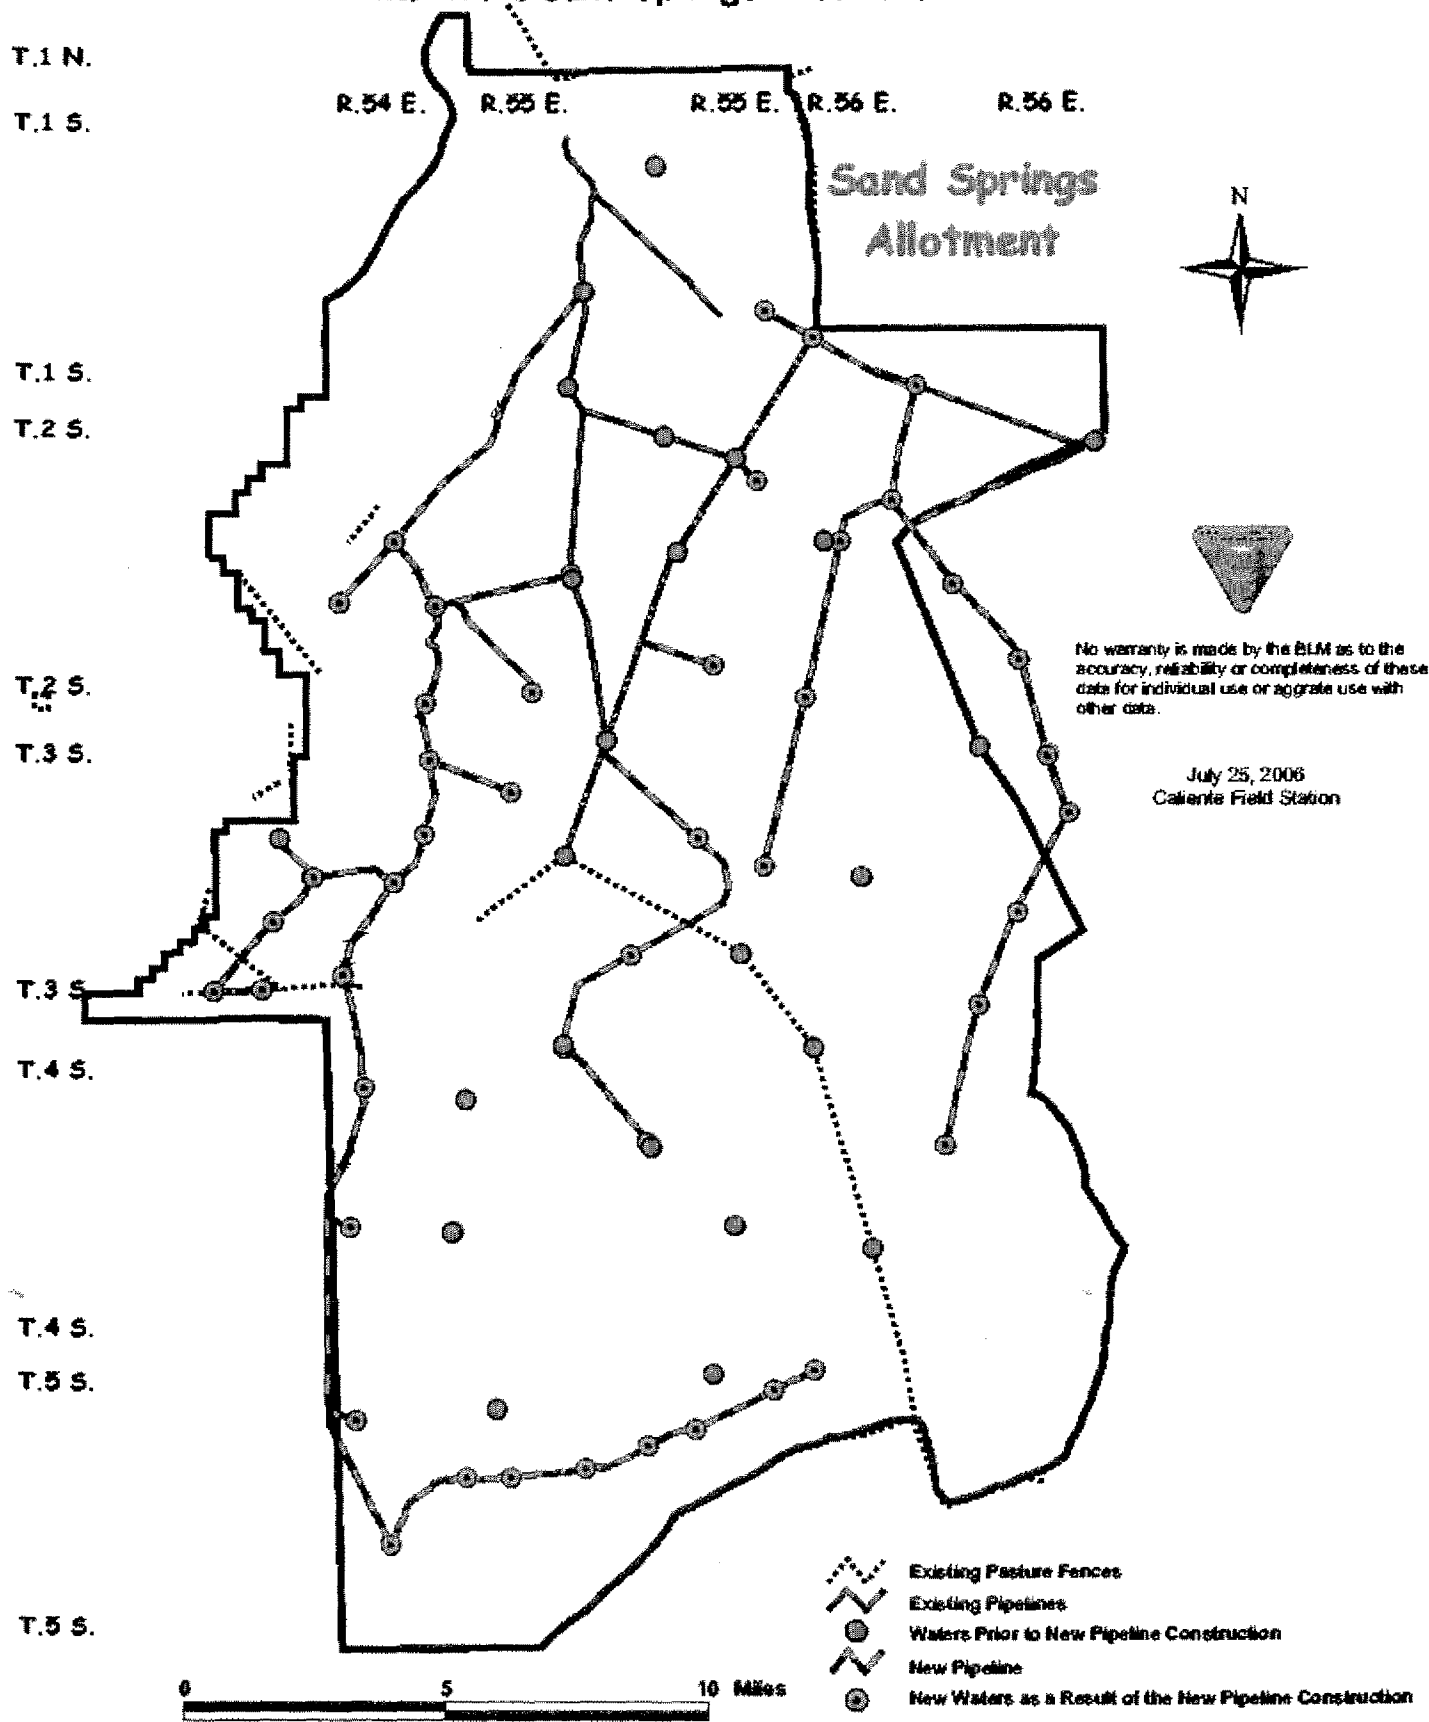 T.1 N.
R.54 E. R.55 E. R.55 E. R.56 E. R.56 E.
T.1 S.
Sand Springs
Allotment
N
T.1 S.
T.2 S.
No warranty is made by the BLM as to the
accuracy, reliability or completeness of these
data for individual use or aggrate use with
other data.
T.2 S.
T.3 S.
July 25, 2006
Caliente Field Station
T.3 S
T.4 S.
T.4 S.
T.5 S.
Existing Pasture Fences
Existing Pipelines
Waters Prior to New Pipeline Construction
T.5 S.
New Pipeline
New Waters as a Result of the New Pipeline Construction
0 5 10 Miles